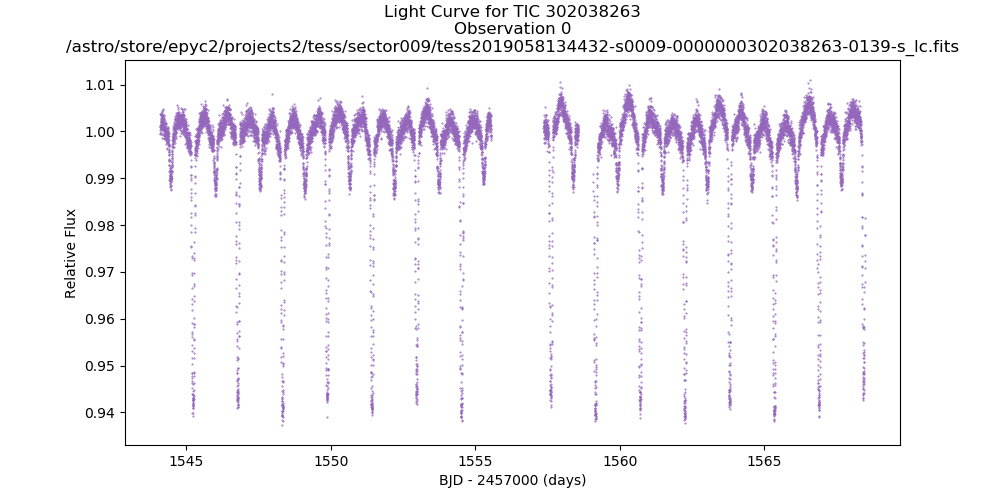 Light Curve for TIC 302038263
Observation 0
/astro/store/epyc2/projects2/tess/sector009/tess2019058134432-s0009-0000000302038263-0139-s_lc.fits
1.01
1.00
0.99
0.98
0.97
0.96
0.95
0.94
Relative Flux
1545
1550
1555
1560
1565
BJD - 2457000 (days)